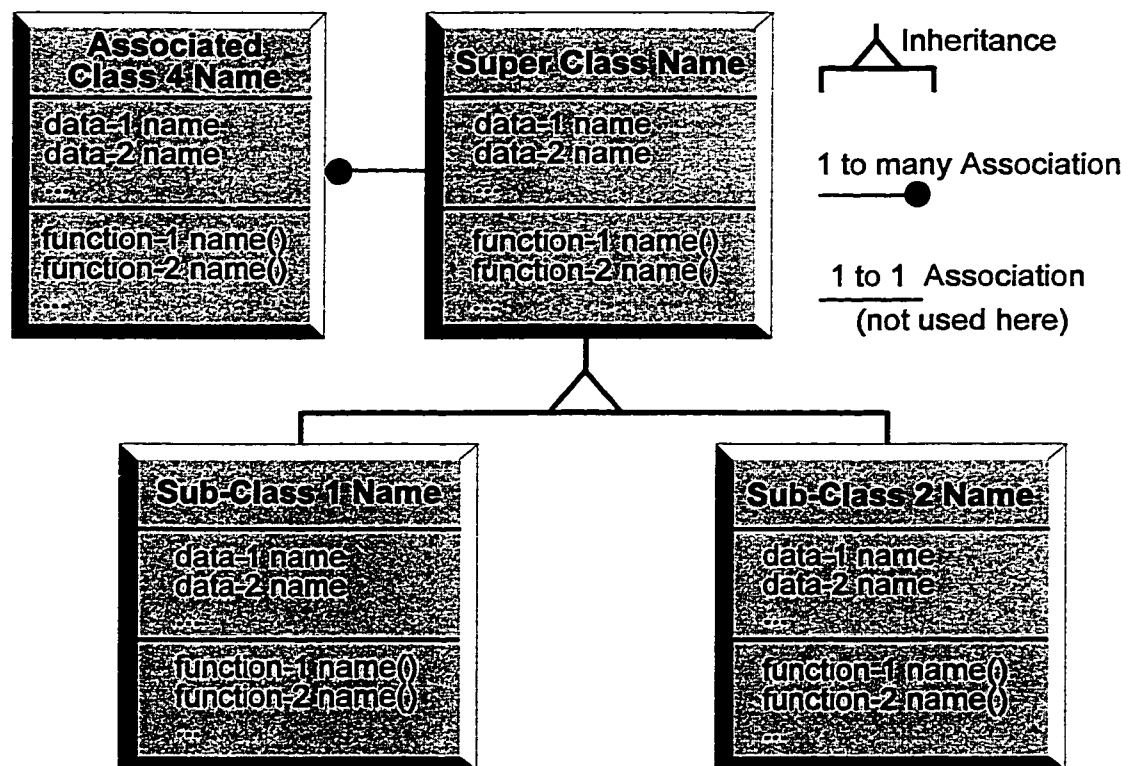 Associated
Class 4 Name
data-1 name
data-2 name
...
function-1 name()
function-2 name()
...
Super Class Name
data-1 name
data-2 name
...
function-1 name()
function-2 name()
...
Inheritance
1 to many Association
1 to 1 Association
(not used here)
Sub-Class 1 Name
data-1 name
data-2 name
...
function-1 name()
function-2 name()
...
Sub-Class 2 Name
data-1 name
data-2 name
...
function-1 name()
function-2 name()
...